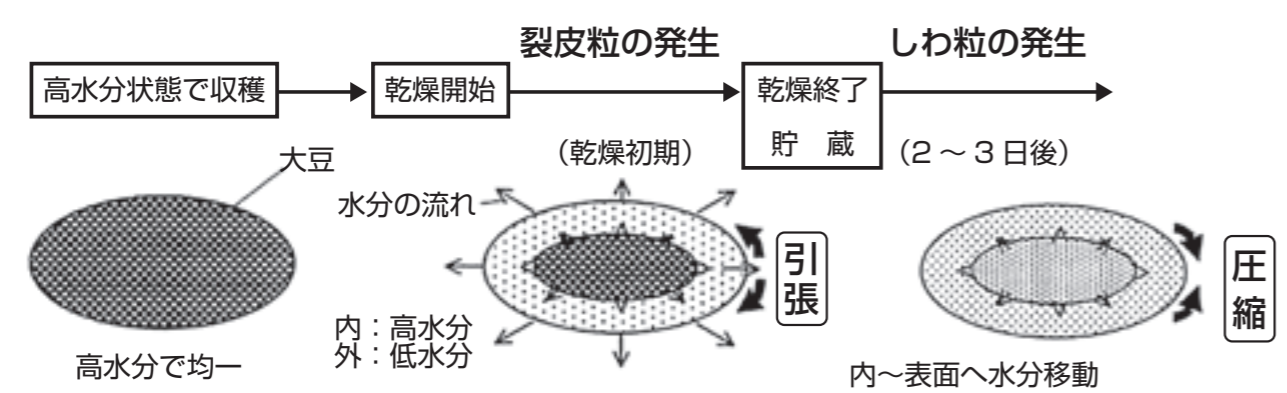 裂皮粒の発生
しわ粒の発生
高水分状態で収穫
乾燥開始
乾燥終了
貯　蔵
（乾燥初期）
（2～3日後）
大豆
水分の流れ
引張
圧縮
内：高水分
外：低水分
高水分で均一
内～表面へ水分移動